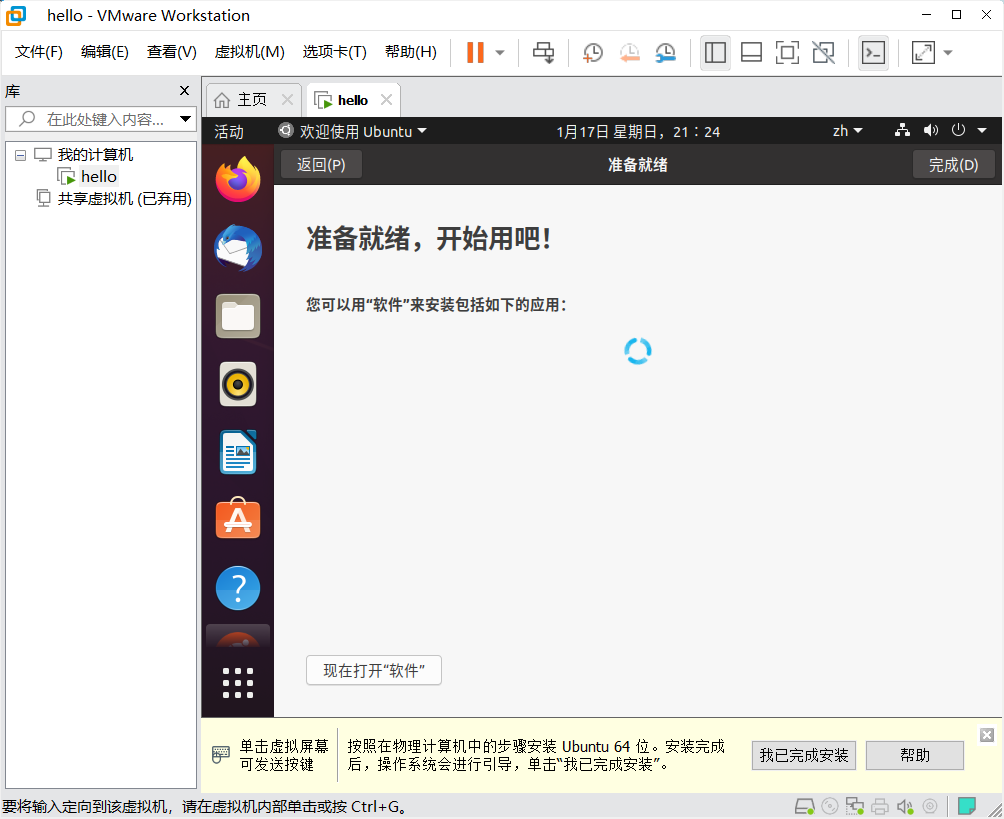 hello - VMware Workstation
文件(F) 编辑(E) 查看(V) 虚拟机(M) 选项卡(T) 帮助(H)
库
在此处键入内容...
我的计算机
hello
共享虚拟机 (已弃用)
主页
hello
活动 欢迎使用 Ubuntu 1月17日 星期日，21：24 zh
返回(P) 准备就绪 完成(D)
准备就绪，开始用吧！
您可以用“软件”来安装包括如下的应用：
现在打开“软件”
单击虚拟屏幕
可发送按键
按照在物理计算机中的步骤安装 Ubuntu 64 位。安装完成
后，操作系统会进行引导，单击“我已完成安装”。
我已完成安装 帮助
要将输入定向到该虚拟机，请在虚拟机内部单击或按 Ctrl+G。